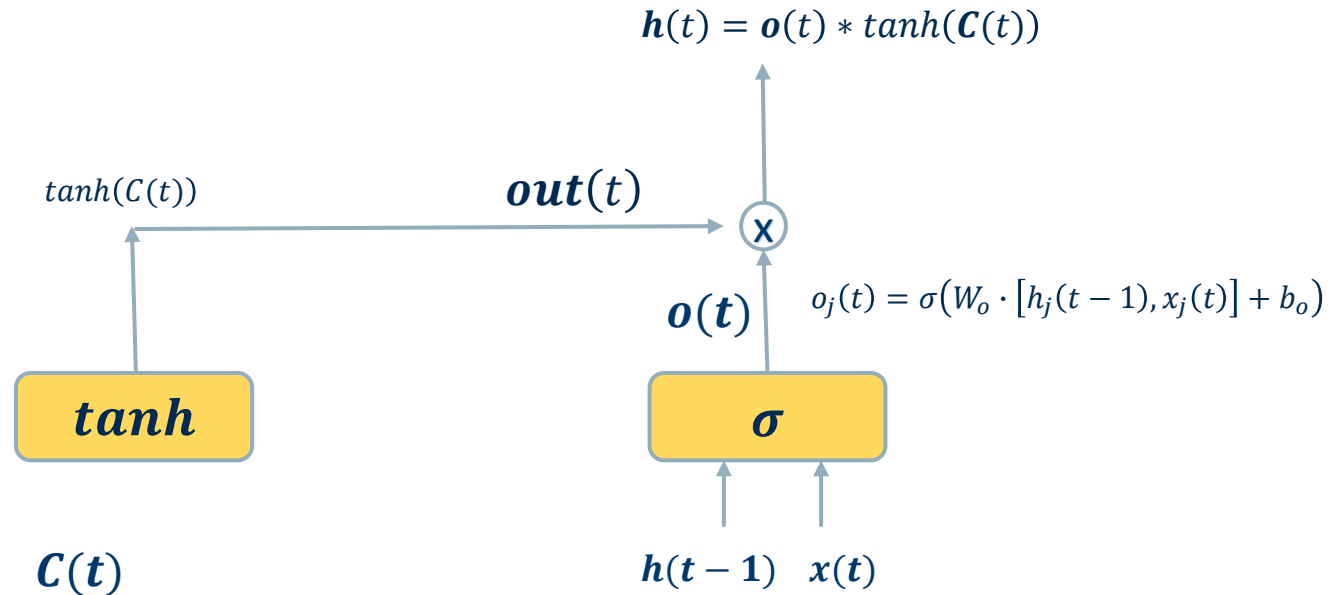 h(t) = o(t) ∗ tanh(C(t))
tanh(C(t))
out(t)
x
o(t)
o_j(t) = σ(W_o · [h_j(t − 1), x_j(t)] + b_o)
tanh
σ
C(t)
h(t − 1)
x(t)